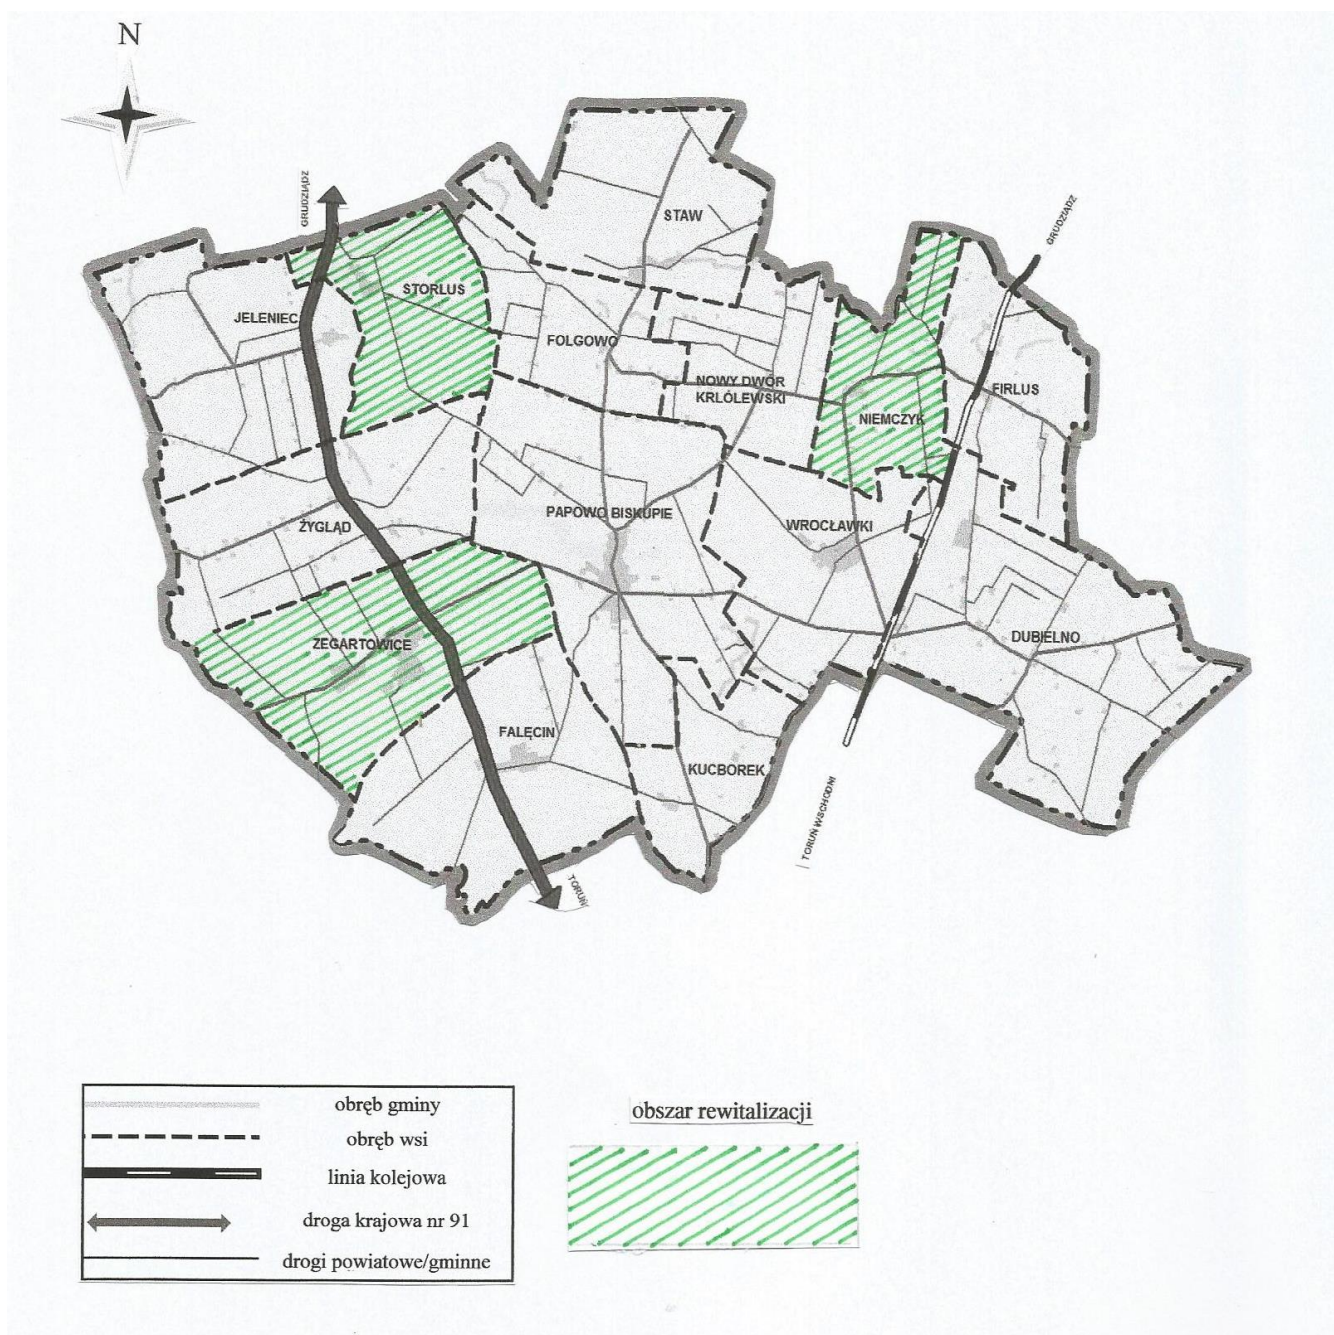 N
GRUDZIĄDZ
GRUDZIĄDZ
STAW
STORLUS
JELENIEC
FOLGOWO
NOWY DWÓR
KRLÓLEWSKI
FIRLUS
NIEMCZYK
PAPOWO BISKUPIE
WROCŁAWKI
ŻYGLĄD
ZEGARTOWICE
DUBIELNO
FALĘCIN
KUCBOREK
TORUŃ WSCHODNI
TORUŃ
obręb gminy
obręb wsi
linia kolejowa
droga krajowa nr 91
drogi powiatowe/gminne
obszar rewitalizacji